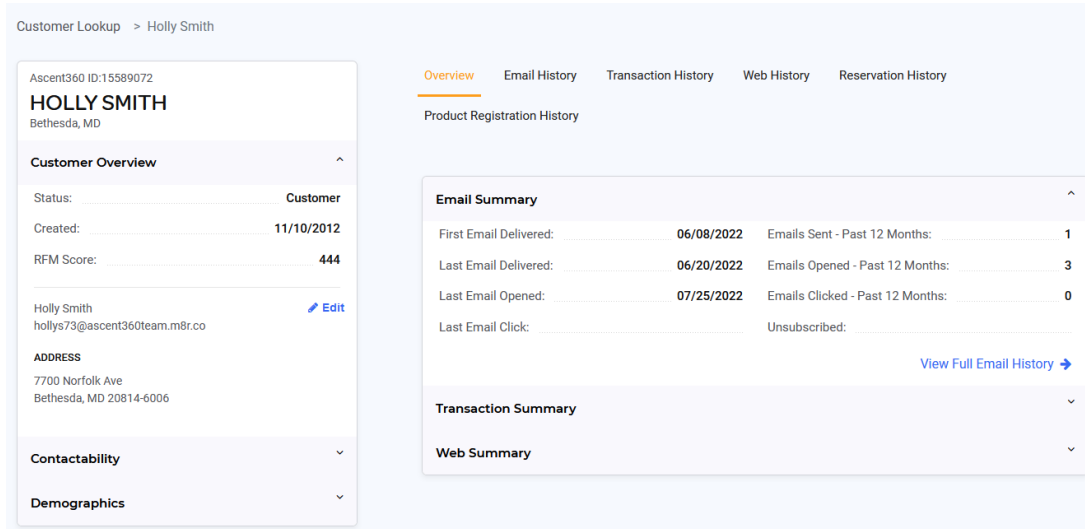 Customer Lookup > Holly Smith
Ascent360 ID:15589072
HOLLY SMITH
Bethesda, MD
Customer Overview
Status: Customer
Created: 11/10/2012
RFM Score: 444
Holly Smith Edit
hollys73@ascent360team.m8r.co
ADDRESS
7700 Norfolk Ave
Bethesda, MD 20814-6006
Contactability
Demographics
Overview Email History Transaction History Web History Reservation History
Product Registration History
Email Summary
First Email Delivered: 06/08/2022 Emails Sent - Past 12 Months: 1
Last Email Delivered: 06/20/2022 Emails Opened - Past 12 Months: 3
Last Email Opened: 07/25/2022 Emails Clicked - Past 12 Months: 0
Last Email Click: Unsubscribed:
View Full Email History
Transaction Summary
Web Summary